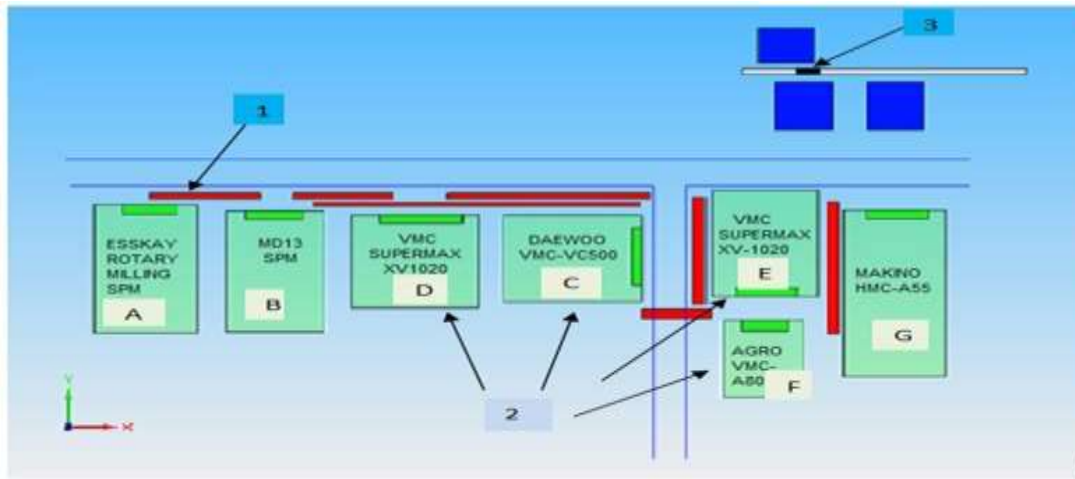 3
1
ESSKAY
ROTARY
MILLING
SPM
A
MD13
SPM
B
VMC
SUPERMAX
XV1020
D
DAEWOO
VMC-VC500
C
VMC
SUPERMAX
XV-1020
E
MAKINO
HMC-A55
G
AGRO
VMC-
A80
F
2
Y
X